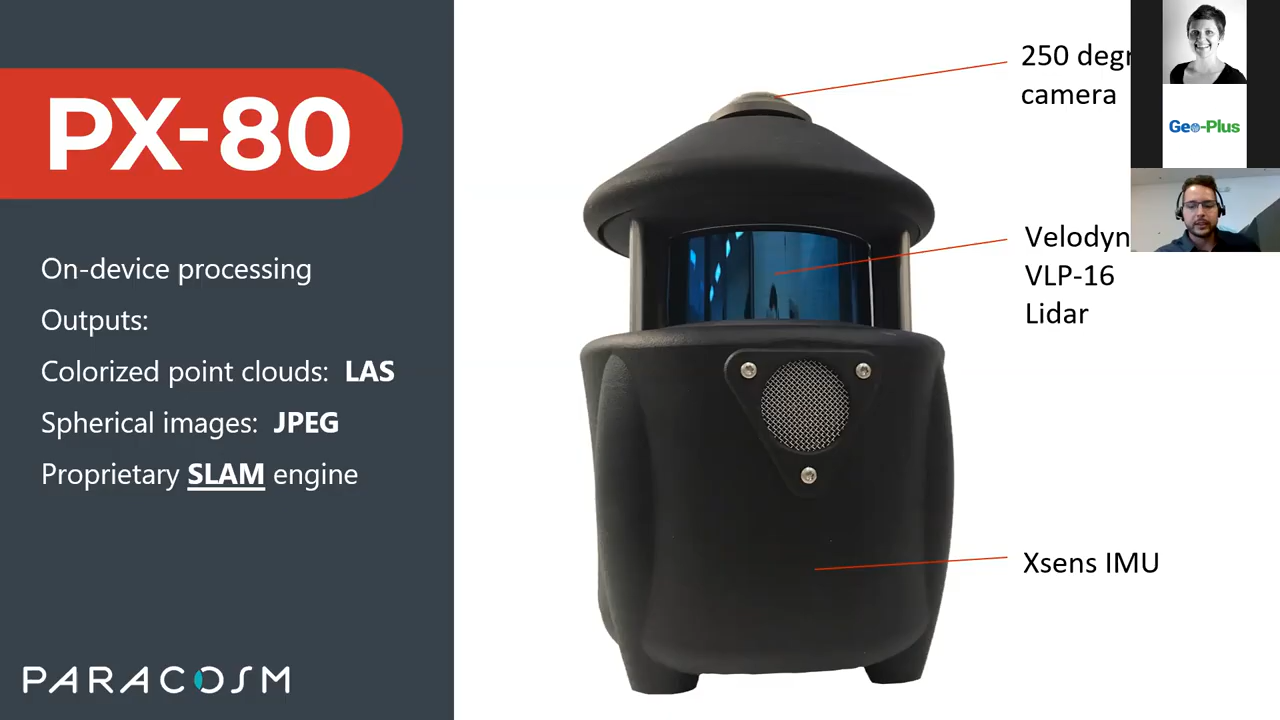 PX-80
On-device processing
Outputs:
Colorized point clouds: LAS
Spherical images: JPEG
Proprietary SLAM engine
PARACOSM
250 degr
camera
Velodyn
VLP-16
Lidar
Xsens IMU
Geo-Plus